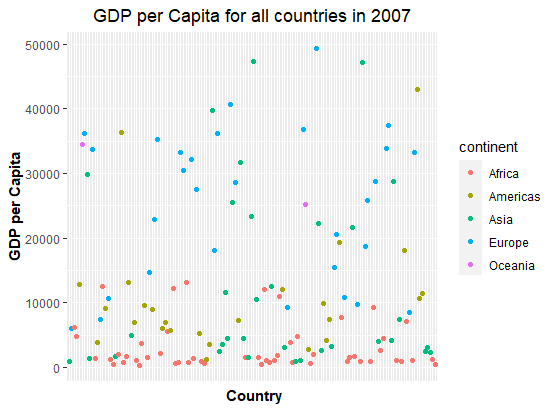 GDP per Capita for all countries in 2007
GDP per Capita
50000
40000
30000
20000
10000
0
Country
continent
Africa
Americas
Asia
Europe
Oceania